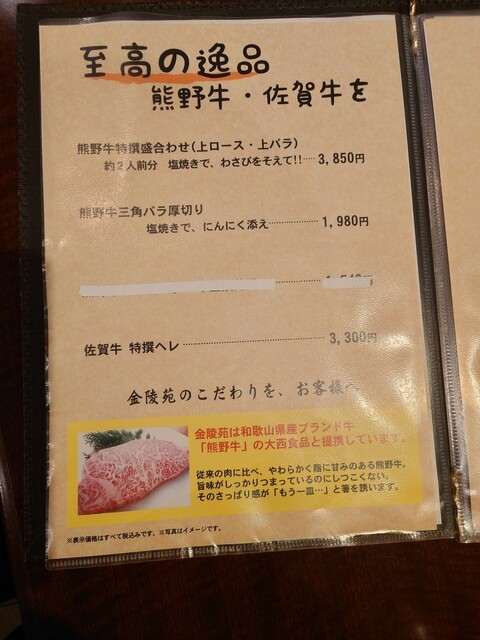 至高の逸品
熊野牛・佐賀牛を
熊野牛特撰盛合わせ(上ロース・上バラ)
約2人前分 塩焼きで、わさびをそえて!!…… 3,850円
熊野牛三角バラ厚切り
塩焼きで、にんにく添え…………… 1,980円
佐賀牛 特撰ヘレ………………………… 3,300円
金陵苑のこだわりを、お客様へ
金陵苑は和歌山県産ブランド牛
「熊野牛」の大西食品と提携しています。
従来の肉に比べ、やわらかく脂に甘みのある熊野牛。
旨味がしっかりつまっているのにしつこくない。
そのさっぱり感が「もう一皿…」と箸を誘います。
※表示価格はすべて税込みです。※写真はイメージです。